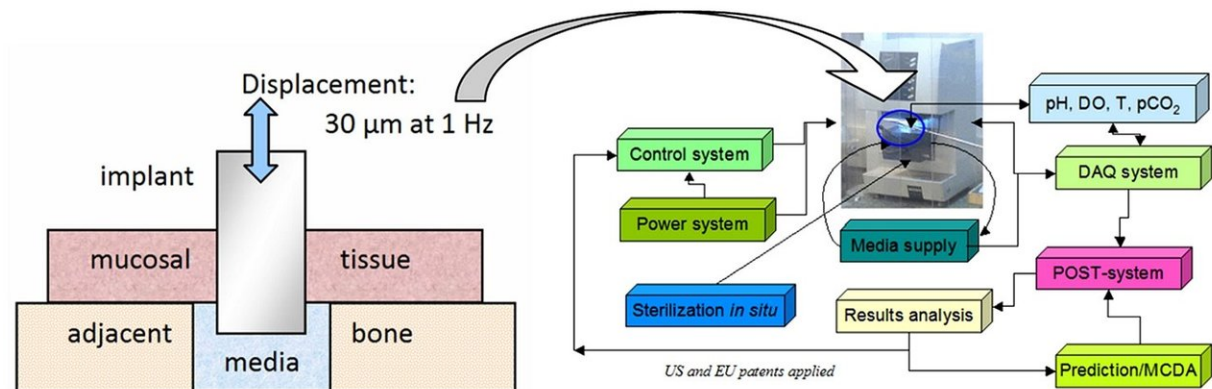 Displacement:
30 µm at 1 Hz
implant
mucosal tissue
adjacent bone
media
pH, DO, T, pCO₂
Control system
DAQ system
Power system
Media supply
POST-system
Sterilization in situ
Results analysis
US and EU patents applied
Prediction/MCDA